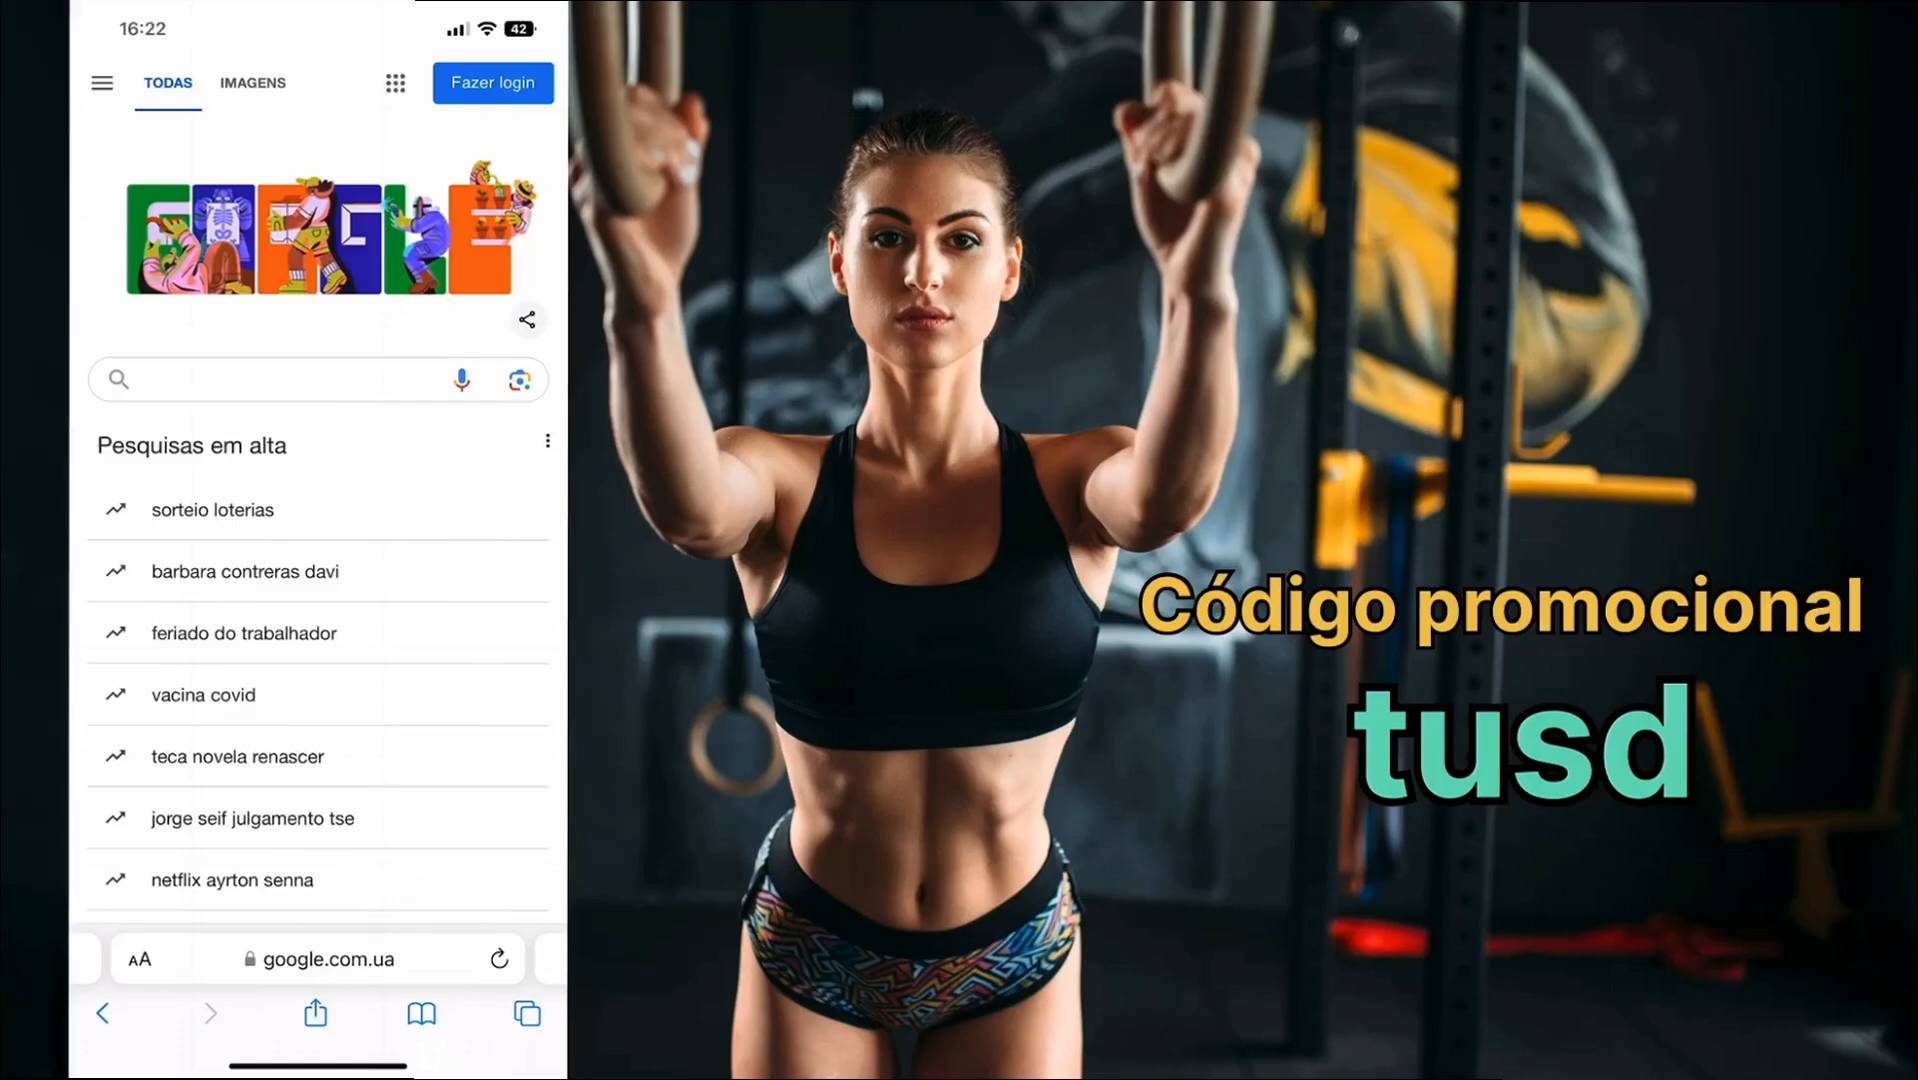 16:22
42
TODAS
IMAGENS
Fazer login
Pesquisas em alta
sorteio loterias
barbara contreras davi
feriado do trabalhador
vacina covid
teca novela renascer
jorge seif julgamento tse
netflix ayrton senna
AA
google.com.ua
Código promocional
tusd